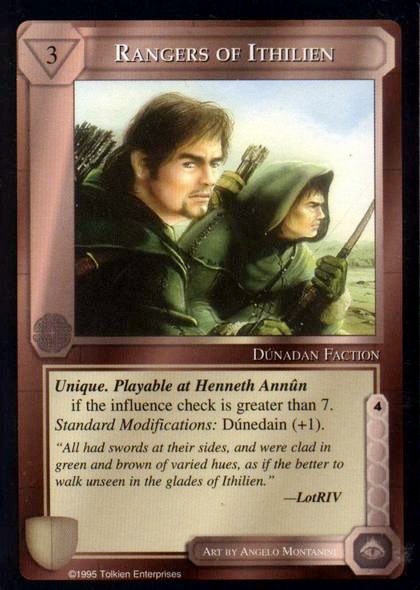 3
RANGERS OF ITHILIEN
DÚNADAN FACTION
Unique. Playable at Henneth Annûn
if the influence check is greater than 7.
Standard Modifications: Dúnedain (+1).
“All had swords at their sides, and were clad in
green and brown of varied hues, as if the better to
walk unseen in the glades of Ithilien.”
—LotRIV
4
ART BY ANGELO MONTANINI
©1995 Tolkien Enterprises